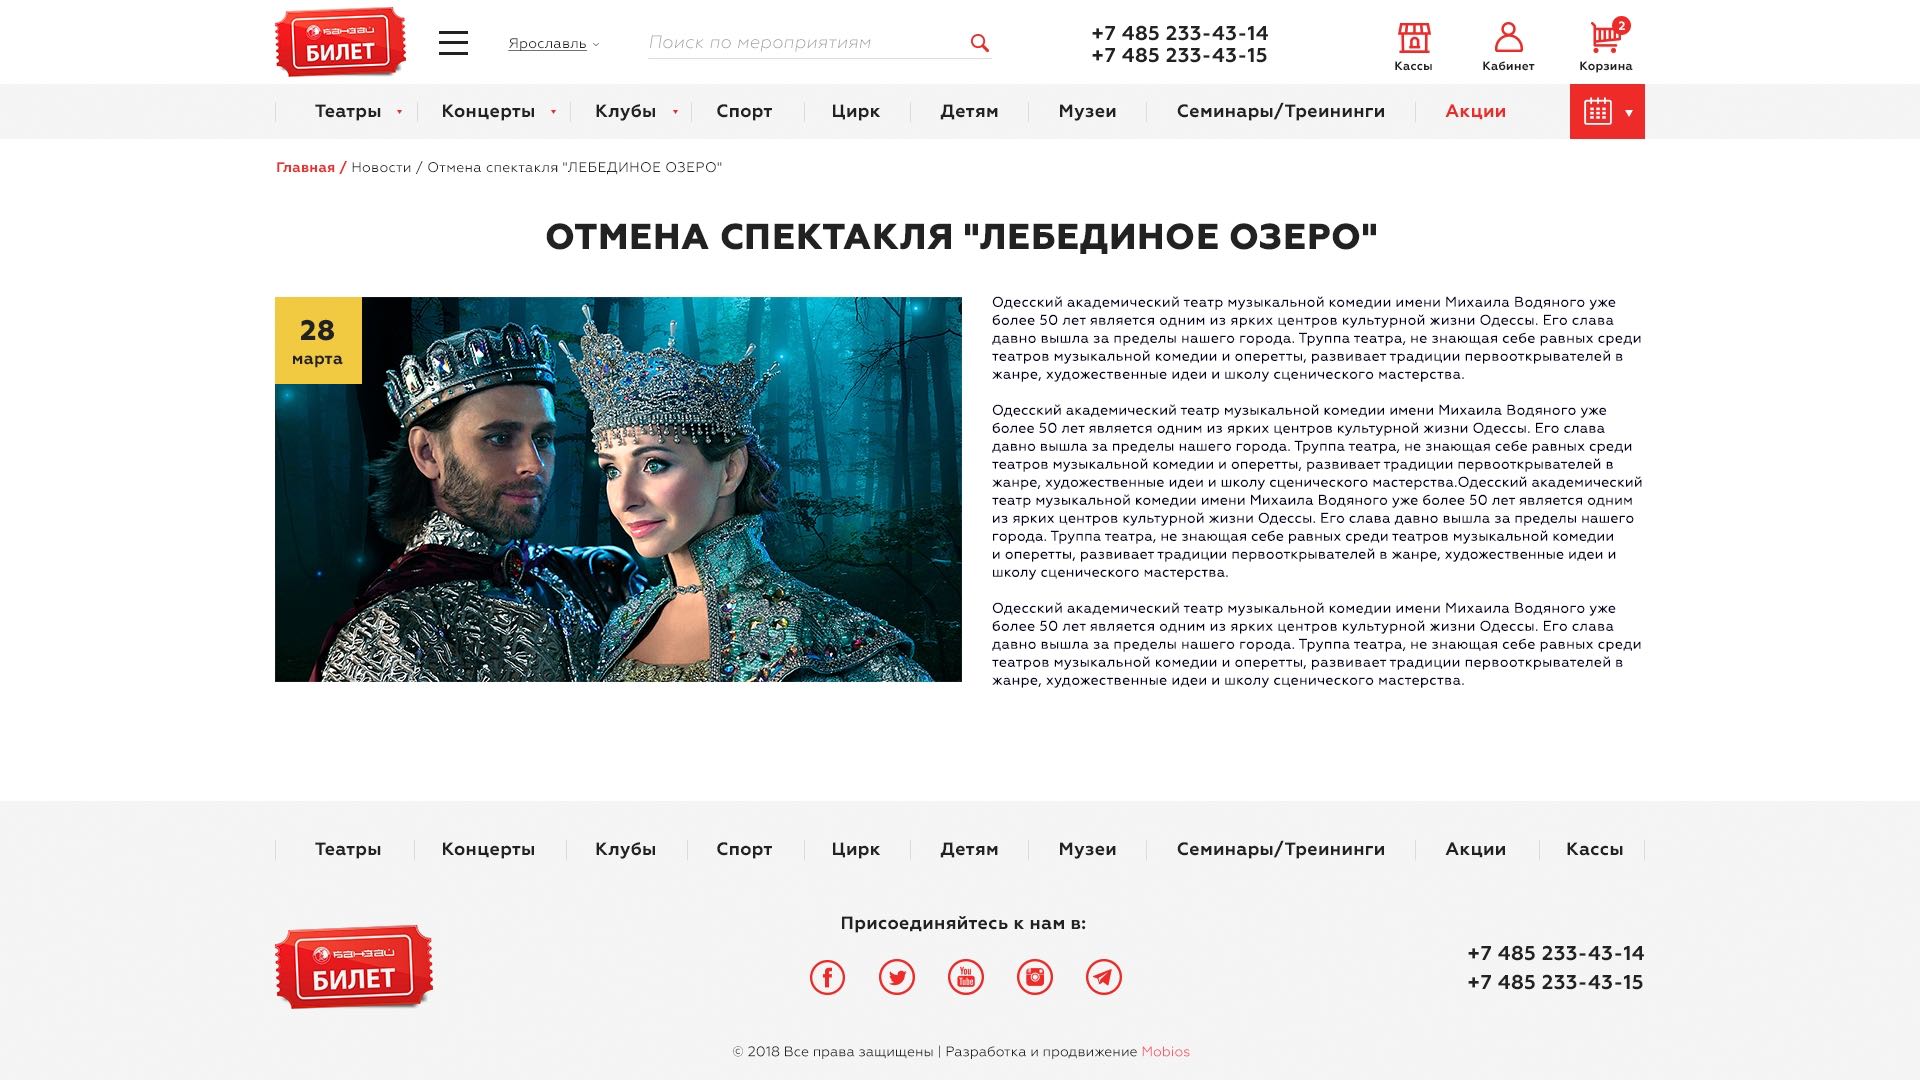 БАНЗАЙ
БИЛЕТ
Ярославль
Поиск по мероприятиям
+7 485 233-43-14
+7 485 233-43-15
Кассы
Кабинет
2
Корзина
Театры Концерты Клубы Спорт Цирк Детям Музеи Семинары/Треининги Акции
Главная / Новости / Отмена спектакля "ЛЕБЕДИНОЕ ОЗЕРО"
ОТМЕНА СПЕКТАКЛЯ "ЛЕБЕДИНОЕ ОЗЕРО"
28
марта
Одесский академический театр музыкальной комедии имени Михаила Водяного уже
более 50 лет является одним из ярких центров культурной жизни Одессы. Его слава
давно вышла за пределы нашего города. Труппа театра, не знающая себе равных среди
театров музыкальной комедии и оперетты, развивает традиции первооткрывателей в
жанре, художественные идеи и школу сценического мастерства.
Одесский академический театр музыкальной комедии имени Михаила Водяного уже
более 50 лет является одним из ярких центров культурной жизни Одессы. Его слава
давно вышла за пределы нашего города. Труппа театра, не знающая себе равных среди
театров музыкальной комедии и оперетты, развивает традиции первооткрывателей в
жанре, художественные идеи и школу сценического мастерства.Одесский академический
театр музыкальной комедии имени Михаила Водяного уже более 50 лет является одним
из ярких центров культурной жизни Одессы. Его слава давно вышла за пределы нашего
города. Труппа театра, не знающая себе равных среди театров музыкальной комедии
и оперетты, развивает традиции первооткрывателей в жанре, художественные идеи и
школу сценического мастерства.
Одесский академический театр музыкальной комедии имени Михаила Водяного уже
более 50 лет является одним из ярких центров культурной жизни Одессы. Его слава
давно вышла за пределы нашего города. Труппа театра, не знающая себе равных среди
театров музыкальной комедии и оперетты, развивает традиции первооткрывателей в
жанре, художественные идеи и школу сценического мастерства.
Театры Концерты Клубы Спорт Цирк Детям Музеи Семинары/Треининги Акции Кассы
БАНЗАЙ
БИЛЕТ
Присоединяйтесь к нам в:
You
Tube
+7 485 233-43-14
+7 485 233-43-15
© 2018 Все права защищены | Разработка и продвижение Mobios